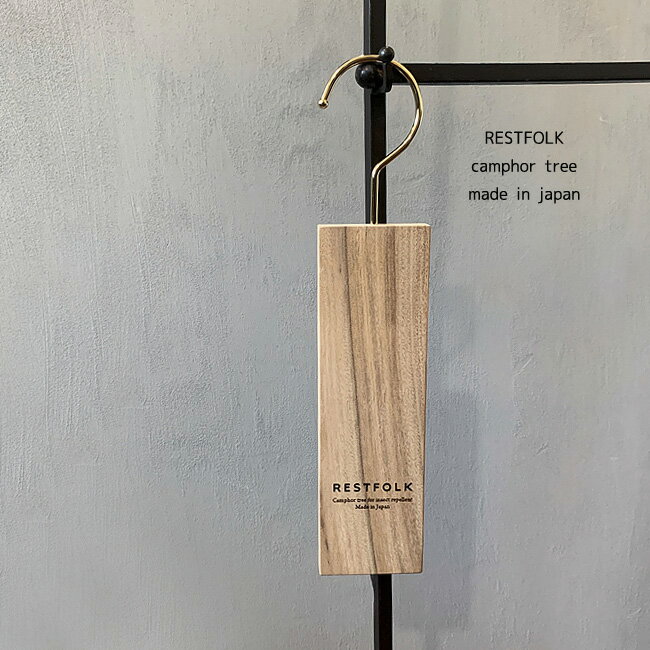 RESTFOLK
camphor tree
made in japan
RESTFOLK
Camphor tree for insect repellent
Made in Japan